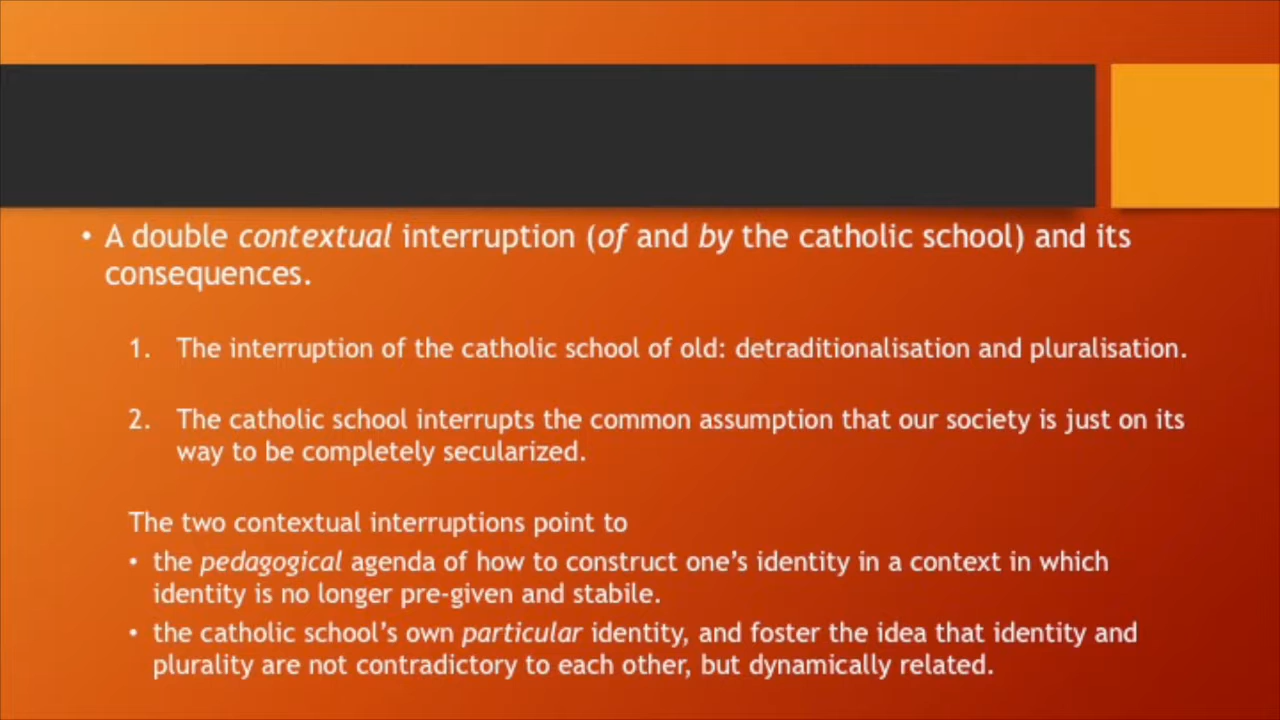 • A double contextual interruption (of and by the catholic school) and its
consequences.
1. The interruption of the catholic school of old: detraditionalisation and pluralisation.
2. The catholic school interrupts the common assumption that our society is just on its
way to be completely secularized.
The two contextual interruptions point to
• the pedagogical agenda of how to construct one's identity in a context in which
identity is no longer pre-given and stabile.
• the catholic school's own particular identity, and foster the idea that identity and
plurality are not contradictory to each other, but dynamically related.